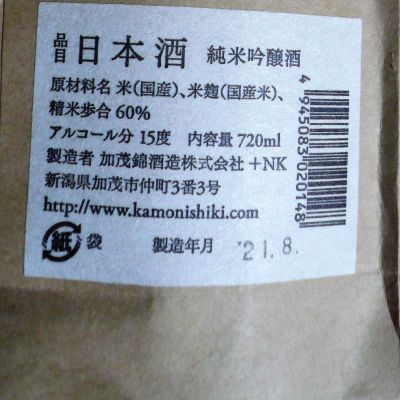 品目 日本酒 純米吟醸酒
原材料名 米(国産)、米麹(国産米)、
精米歩合 60%
アルコール分 15度 内容量 720ml
製造者 加茂錦酒造株式会社 +NK
新潟県加茂市仲町3番3号
http://www.kamonishiki.com
紙 袋 製造年月 '21.8.
4945083020148